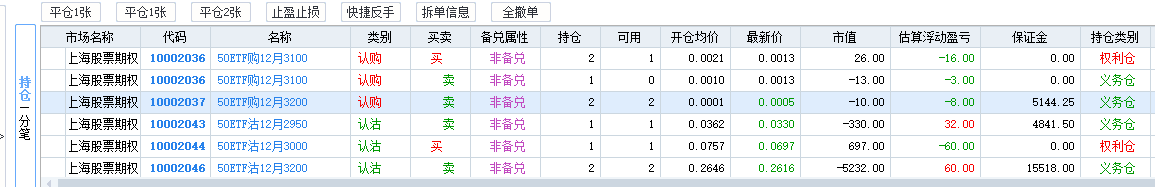 平仓1张 平仓1张 平仓2张 止盈止损 快捷反手 拆单信息 全撤单
市场名称 代码 名称 类别 买卖 备兑属性 持仓 可用 开仓均价 最新价 市值 估算浮动盈亏 保证金 持仓类别
上海股票期权 10002036 50ETF购12月3100 认购 买 非备兑 2 1 0.0021 0.0013 26.00 -16.00 0.00 权利仓
上海股票期权 10002036 50ETF购12月3100 认购 卖 非备兑 1 0 0.0010 0.0013 -13.00 -3.00 0.00 义务仓
上海股票期权 10002037 50ETF购12月3200 认购 卖 非备兑 2 2 0.0001 0.0005 -10.00 -8.00 5144.25 义务仓
上海股票期权 10002043 50ETF沽12月2950 认沽 卖 非备兑 1 1 0.0362 0.0330 -330.00 32.00 4841.50 义务仓
上海股票期权 10002044 50ETF沽12月3000 认沽 买 非备兑 1 1 0.0757 0.0697 697.00 -60.00 0.00 权利仓
上海股票期权 10002046 50ETF沽12月3200 认沽 卖 非备兑 2 2 0.2646 0.2616 -5232.00 60.00 15518.00 义务仓
持仓
分笔